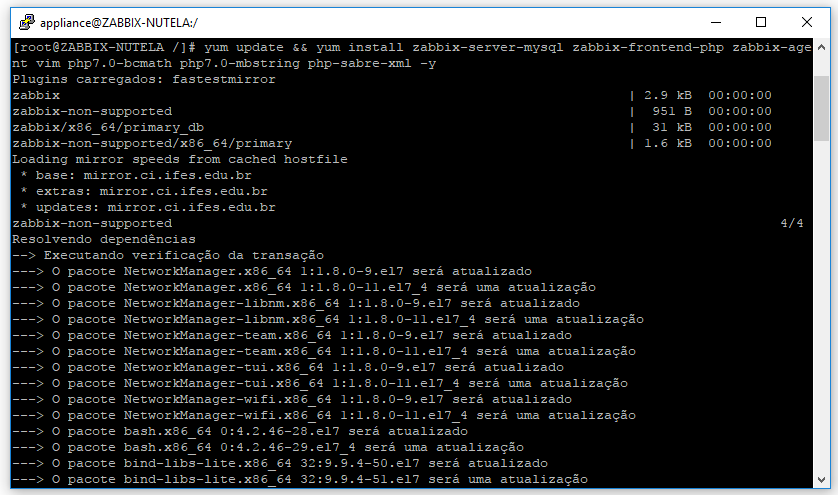 appliance@ZABBIX-NUTELA:/
[root@ZABBIX-NUTELA /]# yum update && yum install zabbix-server-mysql zabbix-frontend-php zabbix-age
nt vim php7.0-bcmath php7.0-mbstring php-sabre-xml -y
Plugins carregados: fastestmirror
zabbix | 2.9 kB 00:00:00
zabbix-non-supported | 951 B 00:00:00
zabbix/x86_64/primary_db | 31 kB 00:00:00
zabbix-non-supported/x86_64/primary | 1.6 kB 00:00:00
Loading mirror speeds from cached hostfile
* base: mirror.ci.ifes.edu.br
* extras: mirror.ci.ifes.edu.br
* updates: mirror.ci.ifes.edu.br
zabbix-non-supported 4/4
Resolvendo dependências
--> Executando verificação da transação
---> O pacote NetworkManager.x86_64 1:1.8.0-9.el7 será atualizado
---> O pacote NetworkManager.x86_64 1:1.8.0-11.el7_4 será uma atualização
---> O pacote NetworkManager-libnm.x86_64 1:1.8.0-9.el7 será atualizado
---> O pacote NetworkManager-libnm.x86_64 1:1.8.0-11.el7_4 será uma atualização
---> O pacote NetworkManager-team.x86_64 1:1.8.0-9.el7 será atualizado
---> O pacote NetworkManager-team.x86_64 1:1.8.0-11.el7_4 será uma atualização
---> O pacote NetworkManager-tui.x86_64 1:1.8.0-9.el7 será atualizado
---> O pacote NetworkManager-tui.x86_64 1:1.8.0-11.el7_4 será uma atualização
---> O pacote NetworkManager-wifi.x86_64 1:1.8.0-9.el7 será atualizado
---> O pacote NetworkManager-wifi.x86_64 1:1.8.0-11.el7_4 será uma atualização
---> O pacote bash.x86_64 0:4.2.46-28.el7 será atualizado
---> O pacote bash.x86_64 0:4.2.46-29.el7_4 será uma atualização
---> O pacote bind-libs-lite.x86_64 32:9.9.4-50.el7 será atualizado
---> O pacote bind-libs-lite.x86_64 32:9.9.4-51.el7 será uma atualização